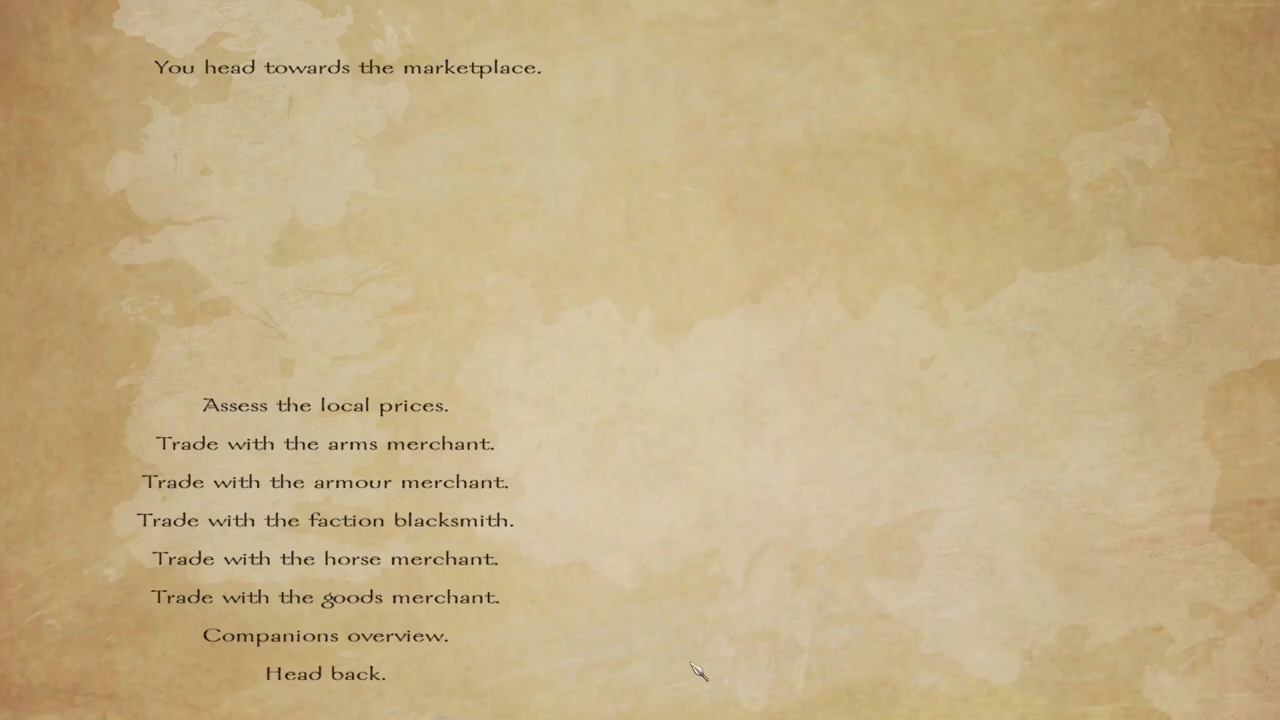 You head towards the marketplace.
Assess the local prices.
Trade with the arms merchant.
Trade with the armour merchant.
Trade with the faction blacksmith.
Trade with the horse merchant.
Trade with the goods merchant.
Companions overview.
Head back.